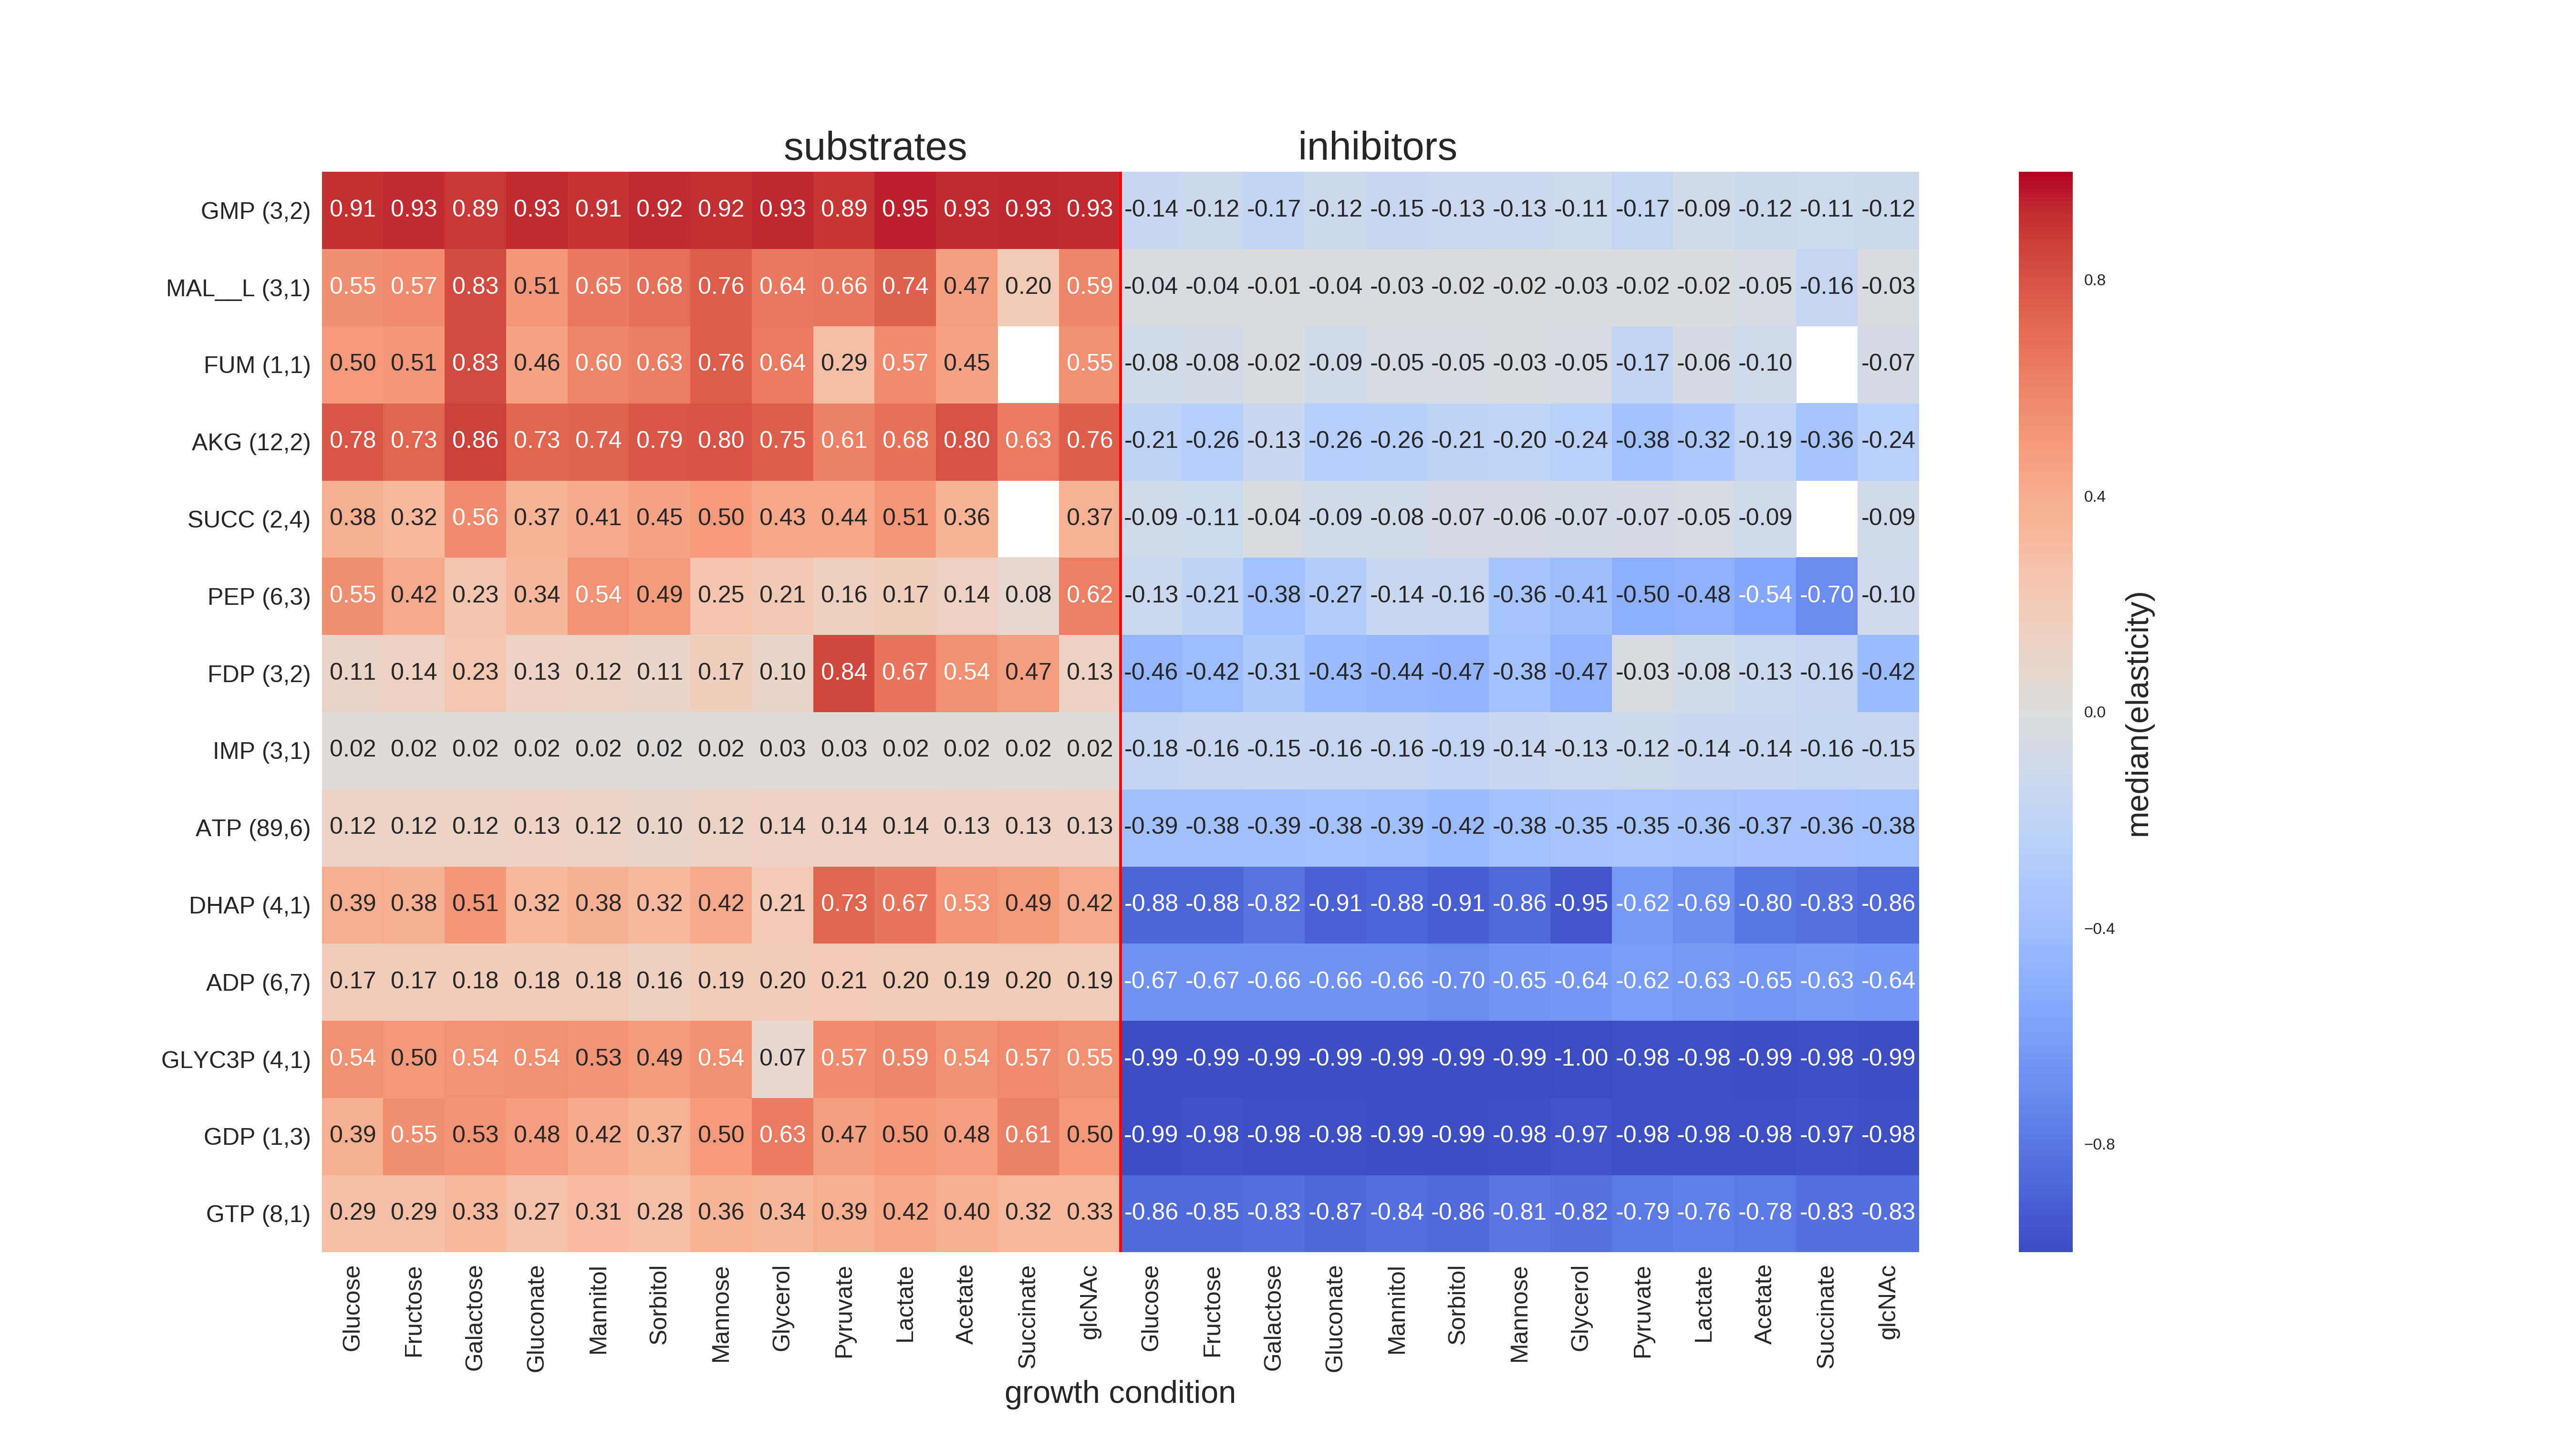 substrates inhibitors
GMP (3,2) 0.91 0.93 0.89 0.93 0.91 0.92 0.92 0.93 0.89 0.95 0.93 0.93 0.93 -0.14 -0.12 -0.17 -0.12 -0.15 -0.13 -0.13 -0.11 -0.17 -0.09 -0.12 -0.11 -0.12
MAL__L (3,1) 0.55 0.57 0.83 0.51 0.65 0.68 0.76 0.64 0.66 0.74 0.47 0.20 0.59 -0.04 -0.04 -0.01 -0.04 -0.03 -0.02 -0.02 -0.03 -0.02 -0.02 -0.05 -0.16 -0.03
FUM (1,1) 0.50 0.51 0.83 0.46 0.60 0.63 0.76 0.64 0.29 0.57 0.45 0.55 -0.08 -0.08 -0.02 -0.09 -0.05 -0.05 -0.03 -0.05 -0.17 -0.06 -0.10 -0.07
AKG (12,2) 0.78 0.73 0.86 0.73 0.74 0.79 0.80 0.75 0.61 0.68 0.80 0.63 0.76 -0.21 -0.26 -0.13 -0.26 -0.26 -0.21 -0.20 -0.24 -0.38 -0.32 -0.19 -0.36 -0.24
SUCC (2,4) 0.38 0.32 0.56 0.37 0.41 0.45 0.50 0.43 0.44 0.51 0.36 0.37 -0.09 -0.11 -0.04 -0.09 -0.08 -0.07 -0.06 -0.07 -0.07 -0.05 -0.09 -0.09
PEP (6,3) 0.55 0.42 0.23 0.34 0.54 0.49 0.25 0.21 0.16 0.17 0.14 0.08 0.62 -0.13 -0.21 -0.38 -0.27 -0.14 -0.16 -0.36 -0.41 -0.50 -0.48 -0.54 -0.70 -0.10
FDP (3,2) 0.11 0.14 0.23 0.13 0.12 0.11 0.17 0.10 0.84 0.67 0.54 0.47 0.13 -0.46 -0.42 -0.31 -0.43 -0.44 -0.47 -0.38 -0.47 -0.03 -0.08 -0.13 -0.16 -0.42
IMP (3,1) 0.02 0.02 0.02 0.02 0.02 0.02 0.02 0.03 0.03 0.02 0.02 0.02 0.02 -0.18 -0.16 -0.15 -0.16 -0.16 -0.19 -0.14 -0.13 -0.12 -0.14 -0.14 -0.16 -0.15
ATP (89,6) 0.12 0.12 0.12 0.13 0.12 0.10 0.12 0.14 0.14 0.14 0.13 0.13 0.13 -0.39 -0.38 -0.39 -0.38 -0.39 -0.42 -0.38 -0.35 -0.35 -0.36 -0.37 -0.36 -0.38
DHAP (4,1) 0.39 0.38 0.51 0.32 0.38 0.32 0.42 0.21 0.73 0.67 0.53 0.49 0.42 -0.88 -0.88 -0.82 -0.91 -0.88 -0.91 -0.86 -0.95 -0.62 -0.69 -0.80 -0.83 -0.86
ADP (6,7) 0.17 0.17 0.18 0.18 0.18 0.16 0.19 0.20 0.21 0.20 0.19 0.20 0.19 -0.67 -0.67 -0.66 -0.66 -0.66 -0.70 -0.65 -0.64 -0.62 -0.63 -0.65 -0.63 -0.64
GLYC3P (4,1) 0.54 0.50 0.54 0.54 0.53 0.49 0.54 0.07 0.57 0.59 0.54 0.57 0.55 -0.99 -0.99 -0.99 -0.99 -0.99 -0.99 -0.99 -1.00 -0.98 -0.98 -0.99 -0.98 -0.99
GDP (1,3) 0.39 0.55 0.53 0.48 0.42 0.37 0.50 0.63 0.47 0.50 0.48 0.61 0.50 -0.99 -0.98 -0.98 -0.98 -0.99 -0.99 -0.98 -0.97 -0.98 -0.98 -0.98 -0.97 -0.98
GTP (8,1) 0.29 0.29 0.33 0.27 0.31 0.28 0.36 0.34 0.39 0.42 0.40 0.32 0.33 -0.86 -0.85 -0.83 -0.87 -0.84 -0.86 -0.81 -0.82 -0.79 -0.76 -0.78 -0.83 -0.83
Glucose Fructose Galactose Gluconate Mannitol Sorbitol Mannose Glycerol Pyruvate Lactate Acetate Succinate glcNAc Glucose Fructose Galactose Gluconate Mannitol Sorbitol Mannose Glycerol Pyruvate Lactate Acetate Succinate glcNAc
growth condition
0.8
0.4
0.0
−0.4
−0.8
median(elasticity)